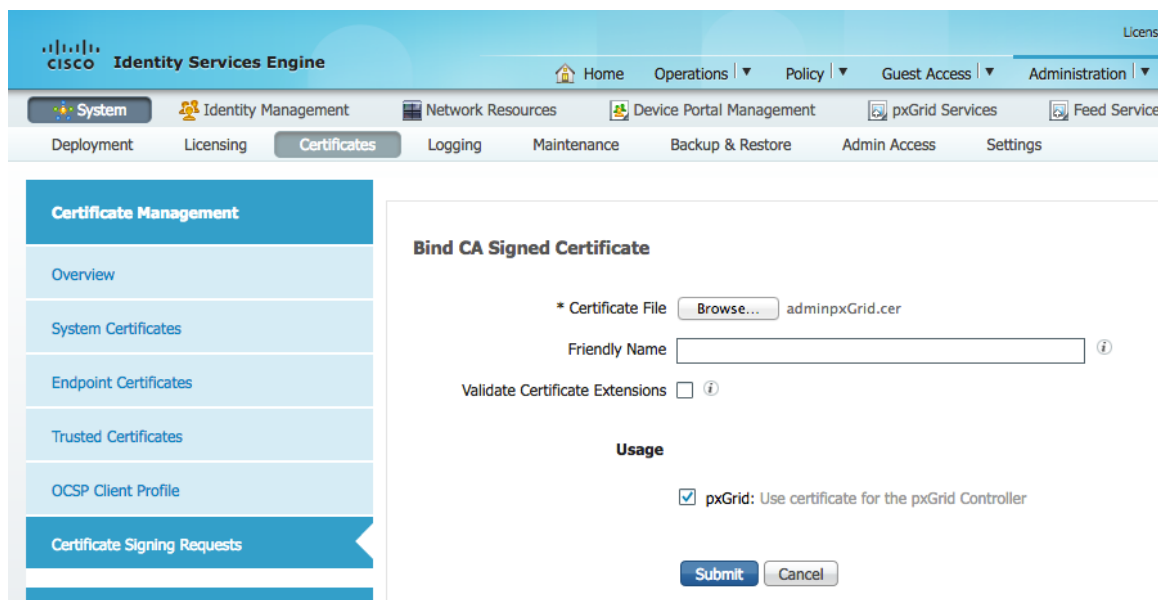 Licens
CISCO Identity Services Engine
Home Operations Policy Guest Access Administration
System Identity Management Network Resources Device Portal Management pxGrid Services Feed Service
Deployment Licensing Certificates Logging Maintenance Backup & Restore Admin Access Settings
Certificate Management
Overview
System Certificates
Endpoint Certificates
Trusted Certificates
OCSP Client Profile
Certificate Signing Requests
Bind CA Signed Certificate
* Certificate File Browse... adminpxGrid.cer
Friendly Name
Validate Certificate Extensions
Usage
pxGrid: Use certificate for the pxGrid Controller
Submit Cancel